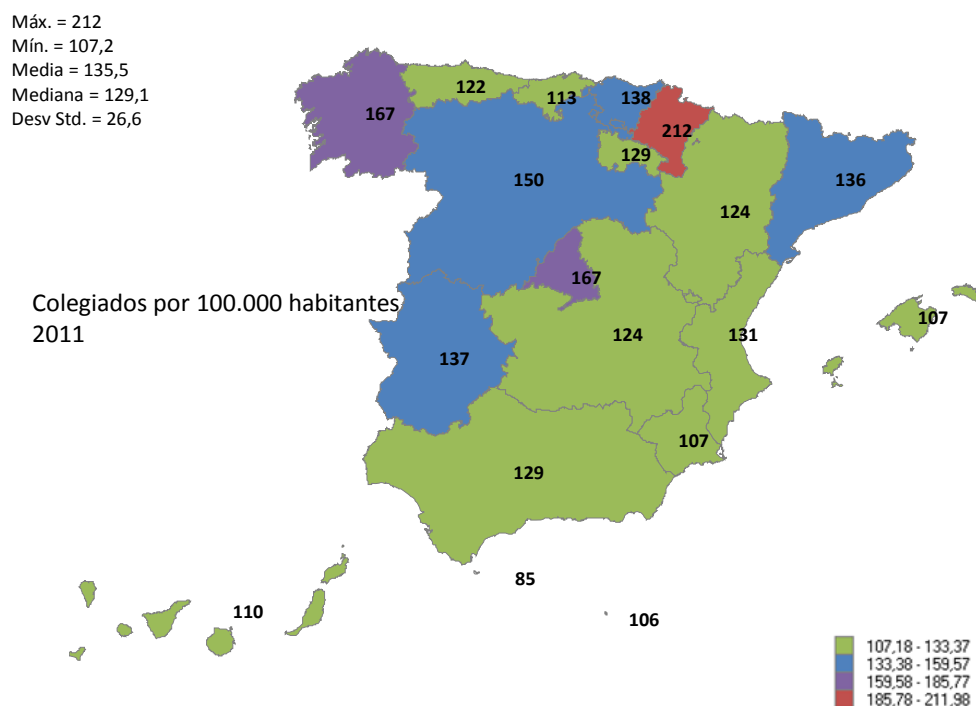 Máx. = 212
Mín. = 107,2
Media = 135,5
Mediana = 129,1
Desv Std. = 26,6
122
113
138
167
212
129
150
136
124
167
Colegiados por 100.000 habitantes
2011
107
124
131
137
107
129
85
110
106
107,18 - 133,37
133,38 - 159,57
159,58 - 185,77
185,78 - 211,98